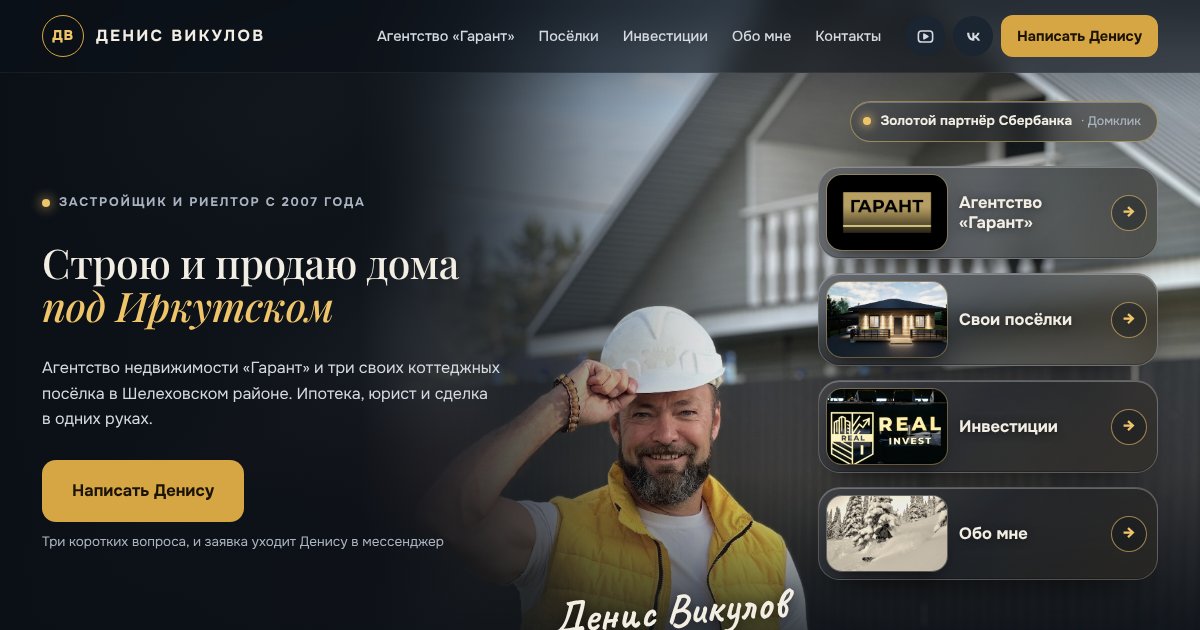 ДВ ДЕНИС ВИКУЛОВ
Агентство «Гарант» Посёлки Инвестиции Обо мне Контакты
Написать Денису
Золотой партнёр Сбербанка · Домклик
ЗАСТРОЙЩИК И РИЕЛТОР С 2007 ГОДА
Строю и продаю дома
под Иркутском
Агентство недвижимости «Гарант» и три своих коттеджных
посёлка в Шелеховском районе. Ипотека, юрист и сделка
в одних руках.
Написать Денису
Три коротких вопроса, и заявка уходит Денису в мессенджер
Денис Викулов
ГАРАНТ
Агентство
«Гарант»
Свои посёлки
REAL
REAL
INVEST
Инвестиции
Обо мне